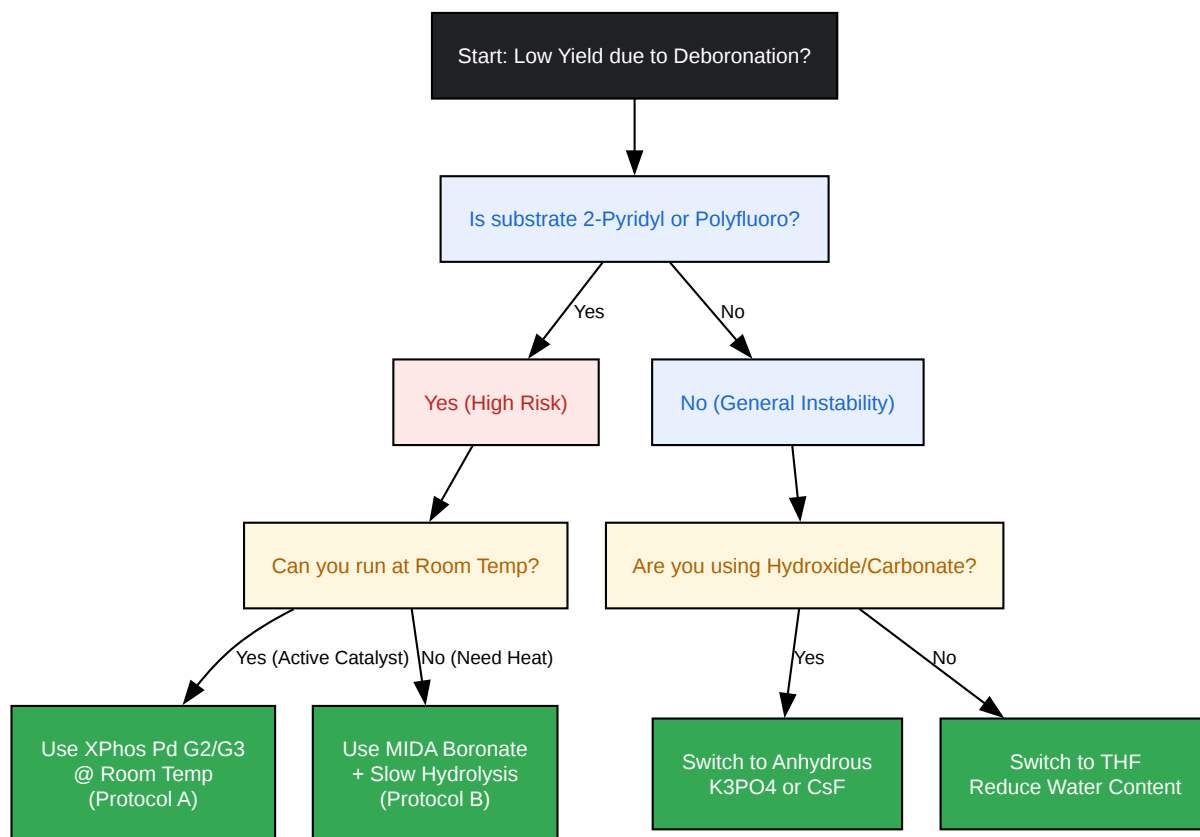 Start: Low Yield due to Deboronation?
Is substrate 2-Pyridyl or Polyfluoro?
Yes
No
Yes (High Risk)
No (General Instability)
Can you run at Room Temp?
Are you using Hydroxide/Carbonate?
Yes (Active Catalyst)
No (Need Heat)
Yes
No
Use XPhos Pd G2/G3
@ Room Temp
(Protocol A)
Use MIDA Boronate
+ Slow Hydrolysis
(Protocol B)
Switch to Anhydrous
K3PO4 or CsF
Switch to THF
Reduce Water Content